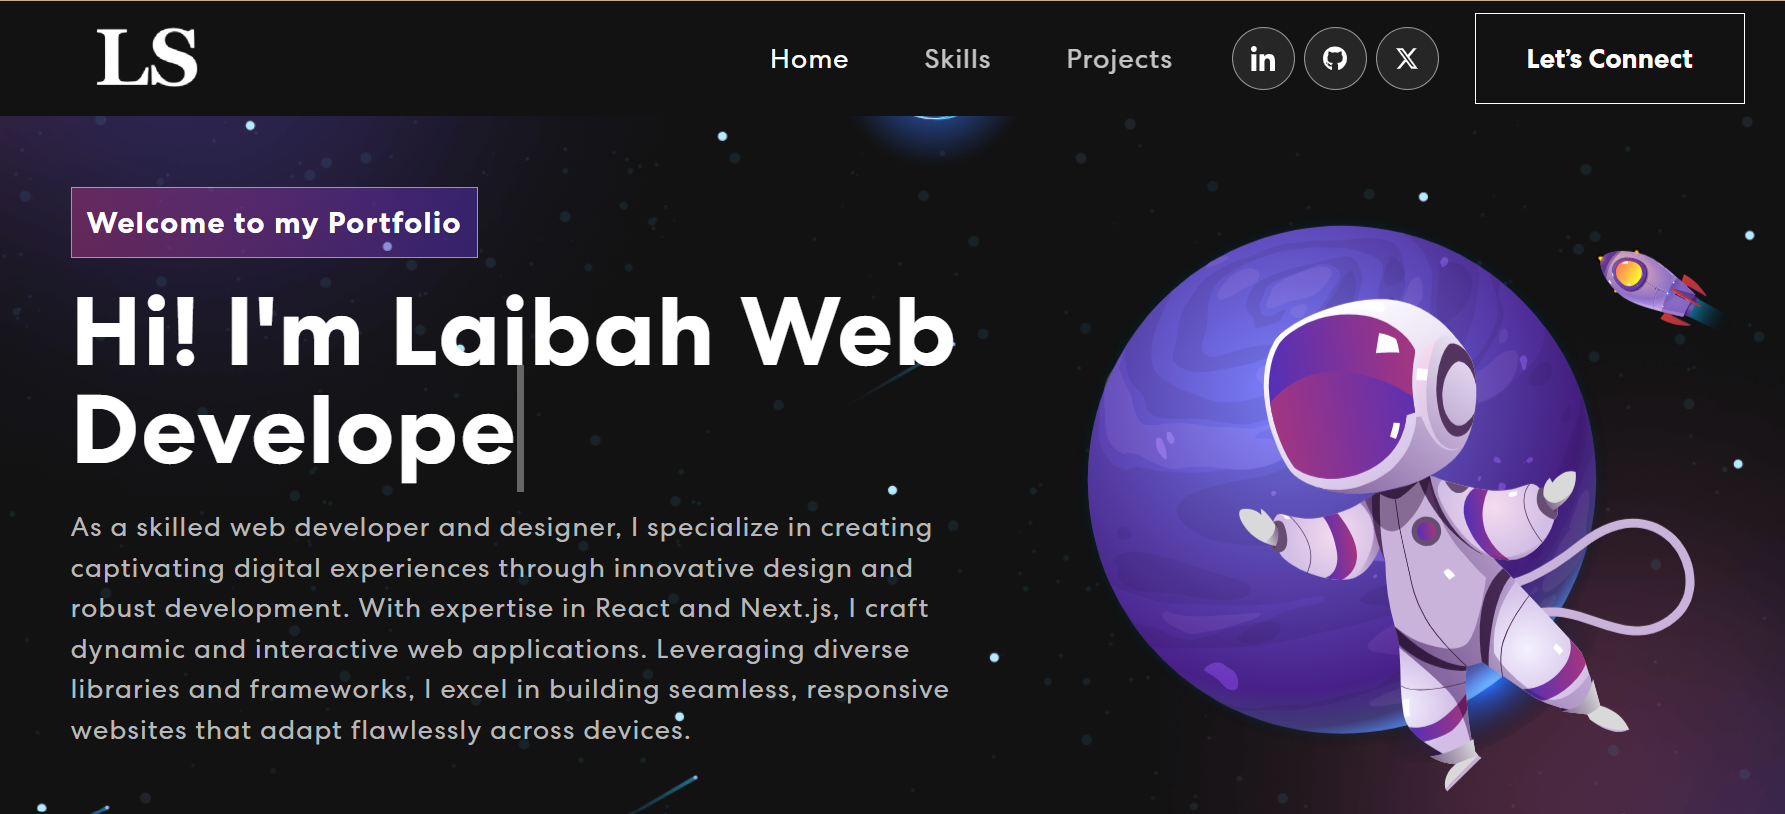 LS
Home Skills Projects in X Let's Connect
Welcome to my Portfolio
Hi! I'm Laibah Web
Develope
As a skilled web developer and designer, I specialize in creating
captivating digital experiences through innovative design and
robust development. With expertise in React and Next.js, I craft
dynamic and interactive web applications. Leveraging diverse
libraries and frameworks, I excel in building seamless, responsive
websites that adapt flawlessly across devices.